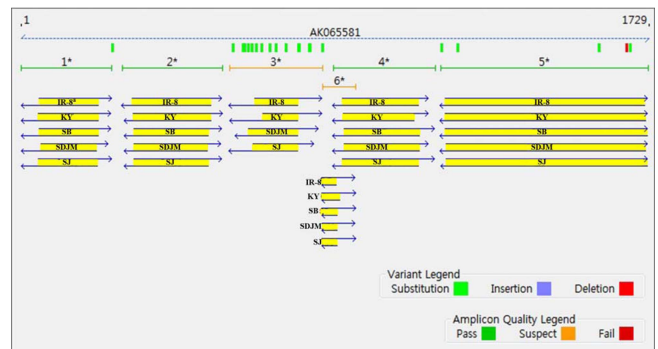 ,1 1729,
AK065581
1* 2* 3* 4* 5*
6*
IR-8* IR-8 IR-8 IR-8 IR-8
KY KY KY KY KY
SB SB SDJM SB SB
SDJM SDJM SJ SDJM SDJM
SJ SJ SJ SJ
IR-8
KY
SB
SDJM
SJ
Variant Legend
Substitution Insertion Deletion
Amplicon Quality Legend
Pass Suspect Fail